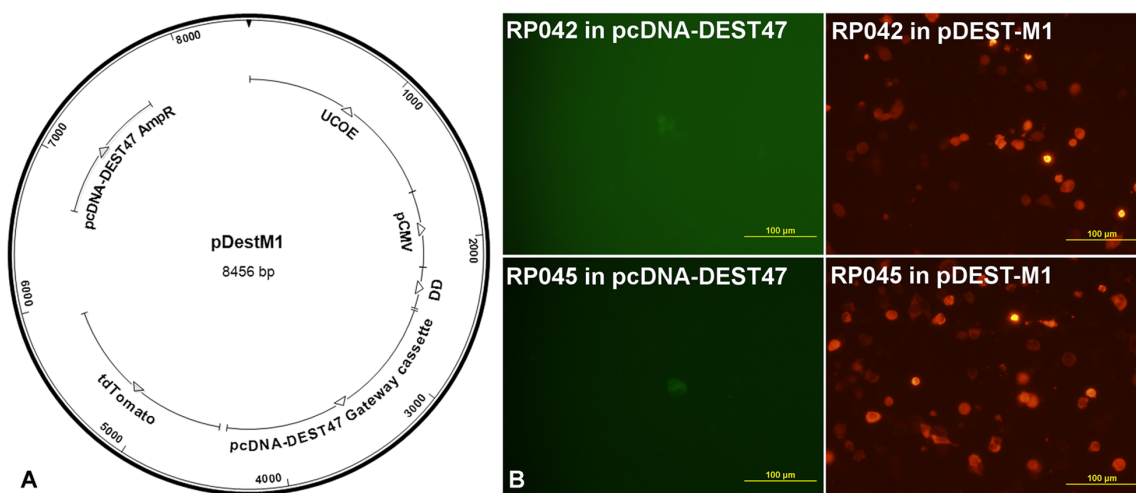 8000
1000
2000
3000
4000
5000
6000
7000
UCOE
pCMV
DD
pcDNA-DEST47 Gateway cassette
tdTomato
pcDNA-DEST47 AmpR
pDestM1
8456 bp
A
RP042 in pcDNA-DEST47
100 µm
RP042 in pDEST-M1
100 µm
RP045 in pcDNA-DEST47
100 µm
RP045 in pDEST-M1
100 µm
B